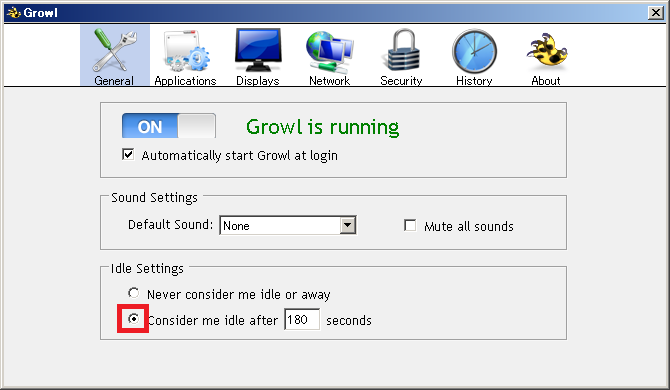 Growl
General Applications Displays Network Security History About
ON Growl is running
Automatically start Growl at login
Sound Settings
Default Sound: None Mute all sounds
Idle Settings
Never consider me idle or away
Consider me idle after 180 seconds